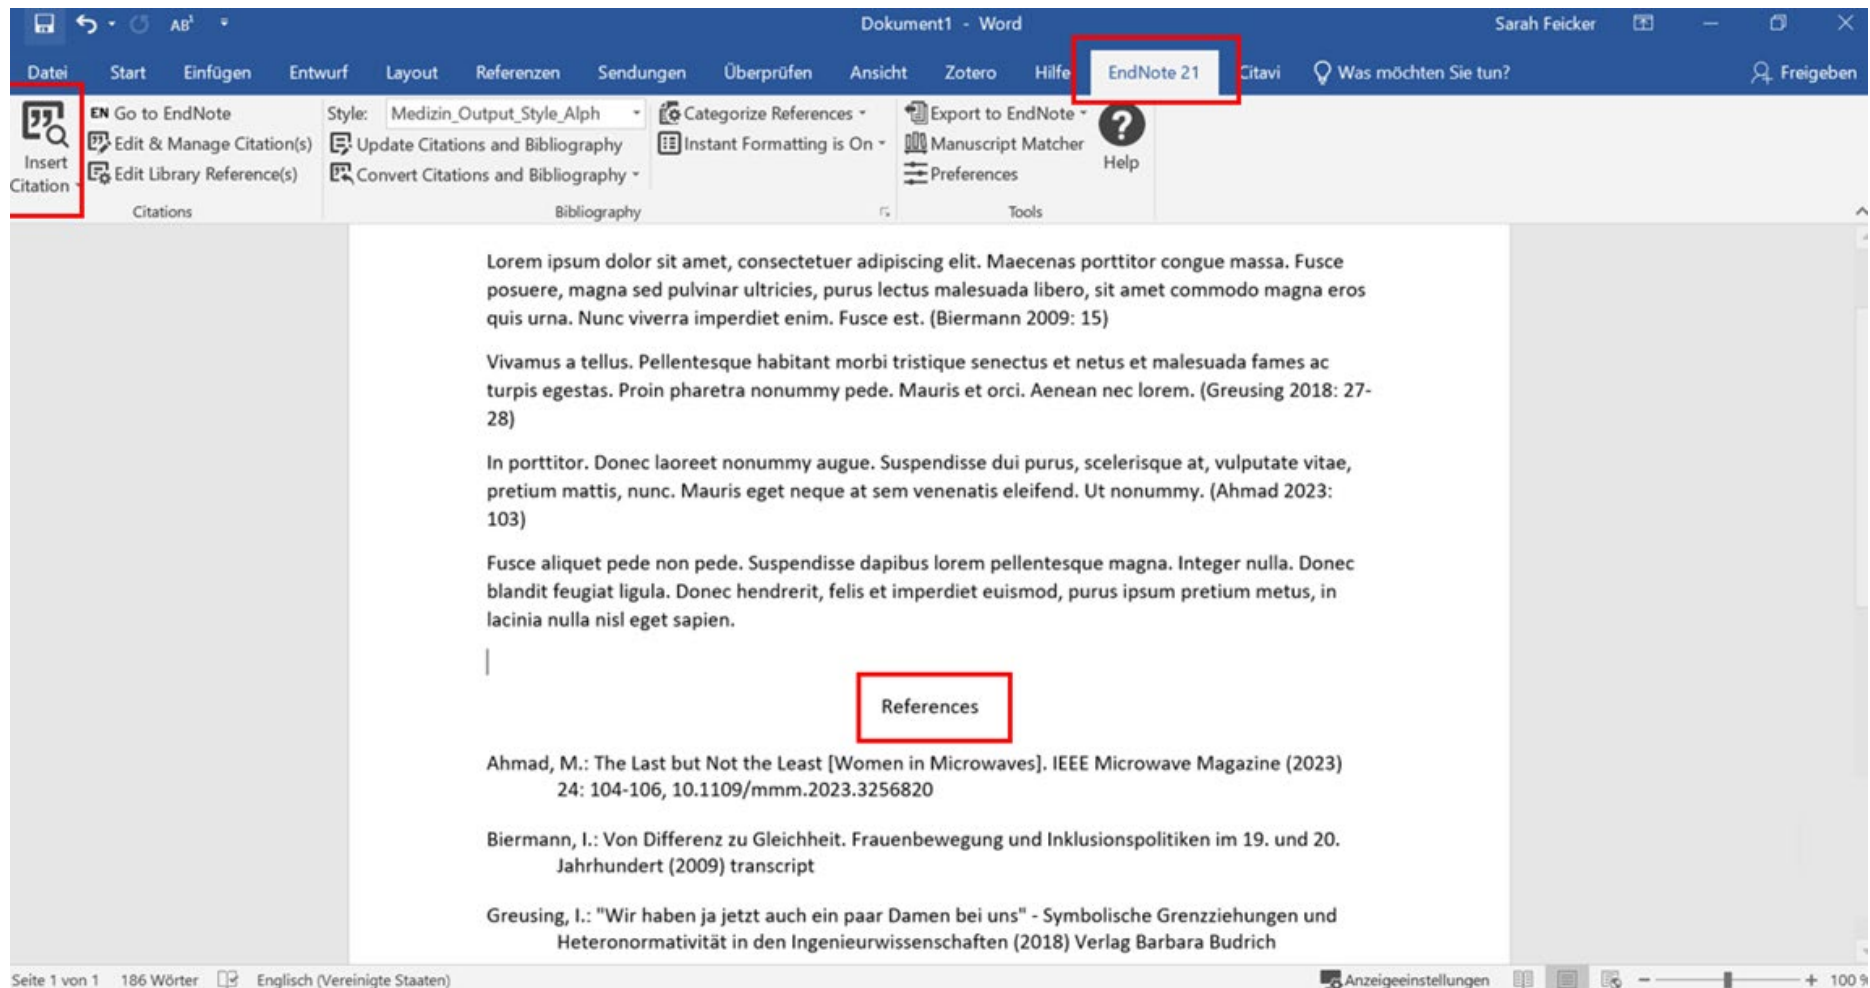 AB¹
Dokument1 - Word
Sarah Feicker
Datei Start Einfügen Entwurf Layout Referenzen Sendungen Überprüfen Ansicht Zotero Hilfe EndNote 21 Citavi Was möchten Sie tun? Freigeben
Insert
Citation
EN Go to EndNote
Edit & Manage Citation(s)
Edit Library Reference(s)
Citations
Style: Medizin_Output_Style_Alph
Update Citations and Bibliography
Convert Citations and Bibliography
Categorize References
Instant Formatting is On
Bibliography
Export to EndNote
Manuscript Matcher
Preferences
? Help
Tools
Lorem ipsum dolor sit amet, consectetuer adipiscing elit. Maecenas porttitor congue massa. Fusce
posuere, magna sed pulvinar ultricies, purus lectus malesuada libero, sit amet commodo magna eros
quis urna. Nunc viverra imperdiet enim. Fusce est. (Biermann 2009: 15)
Vivamus a tellus. Pellentesque habitant morbi tristique senectus et netus et malesuada fames ac
turpis egestas. Proin pharetra nonummy pede. Mauris et orci. Aenean nec lorem. (Greusing 2018: 27-
28)
In porttitor. Donec laoreet nonummy augue. Suspendisse dui purus, scelerisque at, vulputate vitae,
pretium mattis, nunc. Mauris eget neque at sem venenatis eleifend. Ut nonummy. (Ahmad 2023:
103)
Fusce aliquet pede non pede. Suspendisse dapibus lorem pellentesque magna. Integer nulla. Donec
blandit feugiat ligula. Donec hendrerit, felis et imperdiet euismod, purus ipsum pretium metus, in
lacinia nulla nisl eget sapien.
References
Ahmad, M.: The Last but Not the Least [Women in Microwaves]. IEEE Microwave Magazine (2023)
24: 104-106, 10.1109/mmm.2023.3256820
Biermann, I.: Von Differenz zu Gleichheit. Frauenbewegung und Inklusionspolitiken im 19. und 20.
Jahrhundert (2009) transcript
Greusing, I.: "Wir haben ja jetzt auch ein paar Damen bei uns" - Symbolische Grenzziehungen und
Heteronormativität in den Ingenieurwissenschaften (2018) Verlag Barbara Budrich
Seite 1 von 1 186 Wörter Englisch (Vereinigte Staaten) Anzeigeeinstellungen 100 %